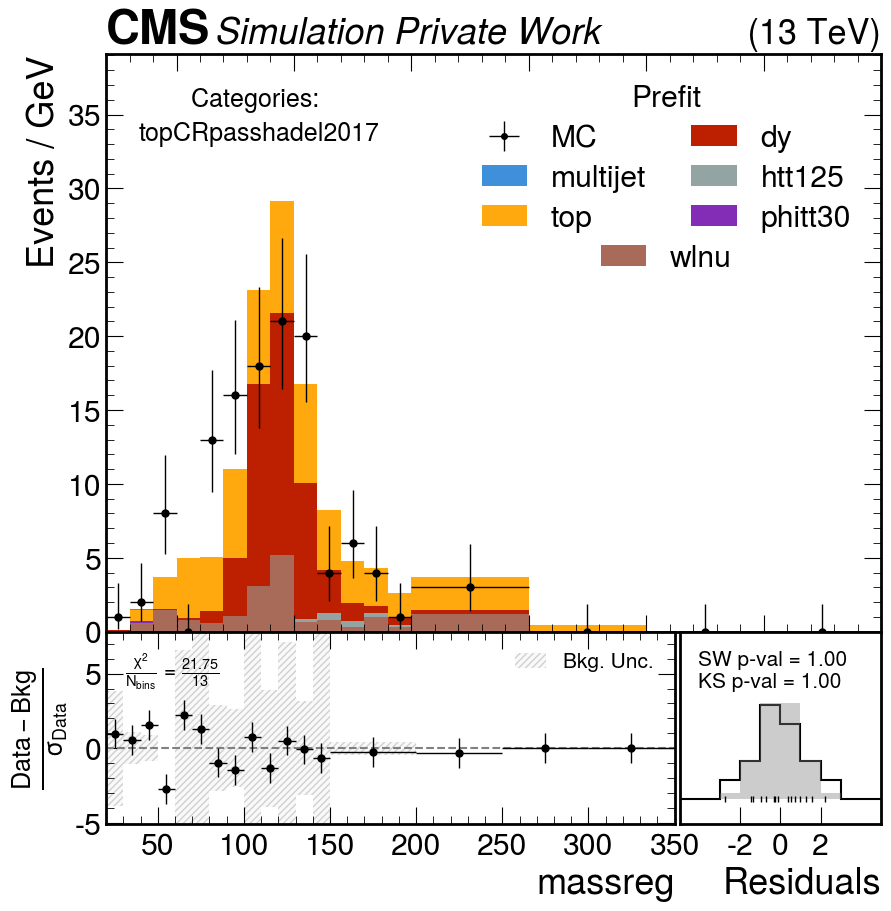 CMS Simulation Private Work (13 TeV)
Events / GeV
Categories:
topCRpasshadel2017
Prefit
MC
dy
multijet
htt125
top
phitt30
wlnu
35
30
25
20
15
10
5
0
Data – Bkg
σData
χ² / Nbins = 21.75 / 13
Bkg. Unc.
SW p-val = 1.00
KS p-val = 1.00
5
0
-5
50 100 150 200 250 300 350
-2 0 2
massreg
Residuals